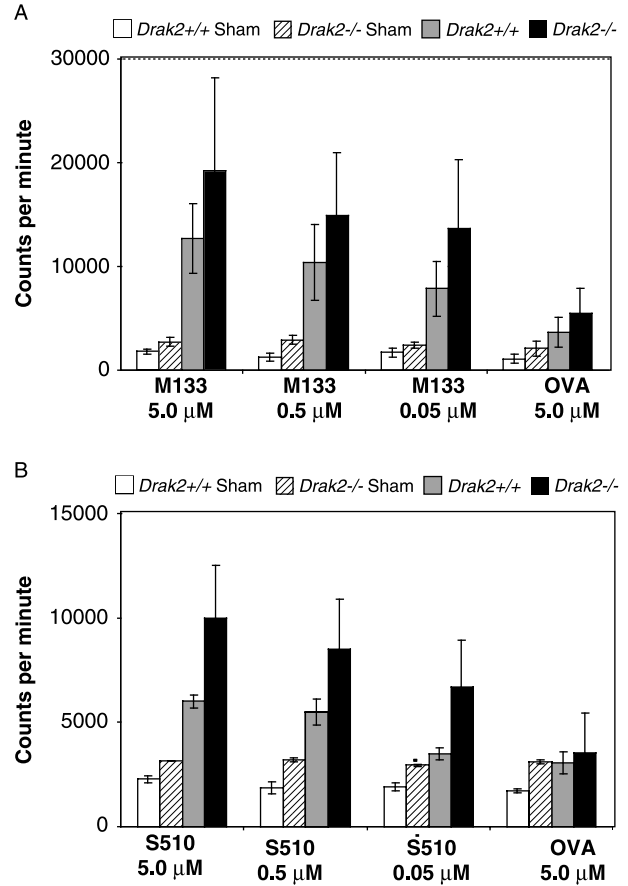 A
Drak2+/+ Sham Drak2-/- Sham Drak2+/+ Drak2-/-
30000
20000
10000
0
Counts per minute
M133 M133 M133 OVA
5.0 μM 0.5 μM 0.05 μM 5.0 μM
B
Drak2+/+ Sham Drak2-/- Sham Drak2+/+ Drak2-/-
15000
10000
5000
0
Counts per minute
S510 S510 S510 OVA
5.0 μM 0.5 μM 0.05 μM 5.0 μM